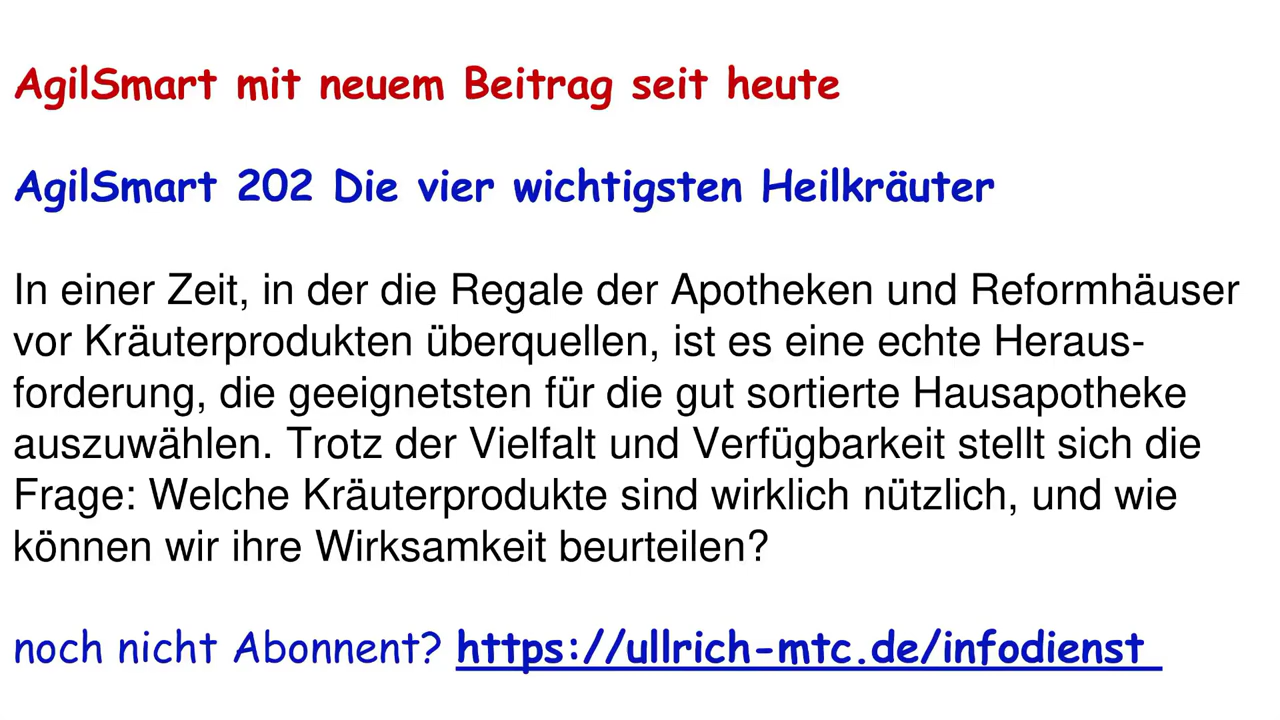 AgilSmart mit neuem Beitrag seit heute
AgilSmart 202 Die vier wichtigsten Heilkräuter
In einer Zeit, in der die Regale der Apotheken und Reformhäuser
vor Kräuterprodukten überquellen, ist es eine echte Heraus-
forderung, die geeignetsten für die gut sortierte Hausapotheke
auszuwählen. Trotz der Vielfalt und Verfügbarkeit stellt sich die
Frage: Welche Kräuterprodukte sind wirklich nützlich, und wie
können wir ihre Wirksamkeit beurteilen?
noch nicht Abonnent? https://ullrich-mtc.de/infodienst